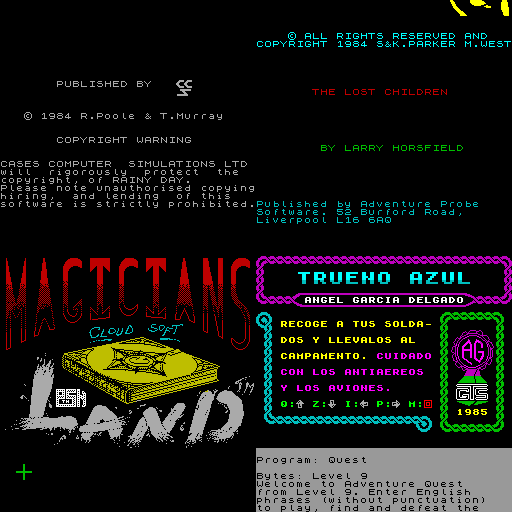 PUBLISHED BY CCS
© 1984 R.Poole & T.Murray
COPYRIGHT WARNING
CASES COMPUTER SIMULATIONS LTD
will rigorously protect the
copyright, of RAINY DAY.
Please note unauthorised copying
hiring, and lending of this
software is strictly prohibited.
© ALL RIGHTS RESERVED AND
COPYRIGHT 1984 S&K.PARKER M.WEST
THE LOST CHILDREN
BY LARRY HORSFIELD
Published by Adventure Probe
Software. 52 Burford Road,
Liverpool L16 6AQ
MAGICIANS
CLOUD SOFT
LAND TM
TRUENO AZUL
ANGEL GARCIA DELGADO
RECOGE A TUS SOLDA-
DOS Y LLEVALOS AL
CAMPAMENTO. CUIDADO
CON LOS ANTIAEREOS
Y LOS AVIONES.
O:↑ Z:↓ I:← P:→ M:
AG
GTS
1985
Program: Quest
Bytes: Level 9
Welcome to Adventure Quest
from Level 9. Enter English
phrases (without punctuation)
to play, find and defeat the